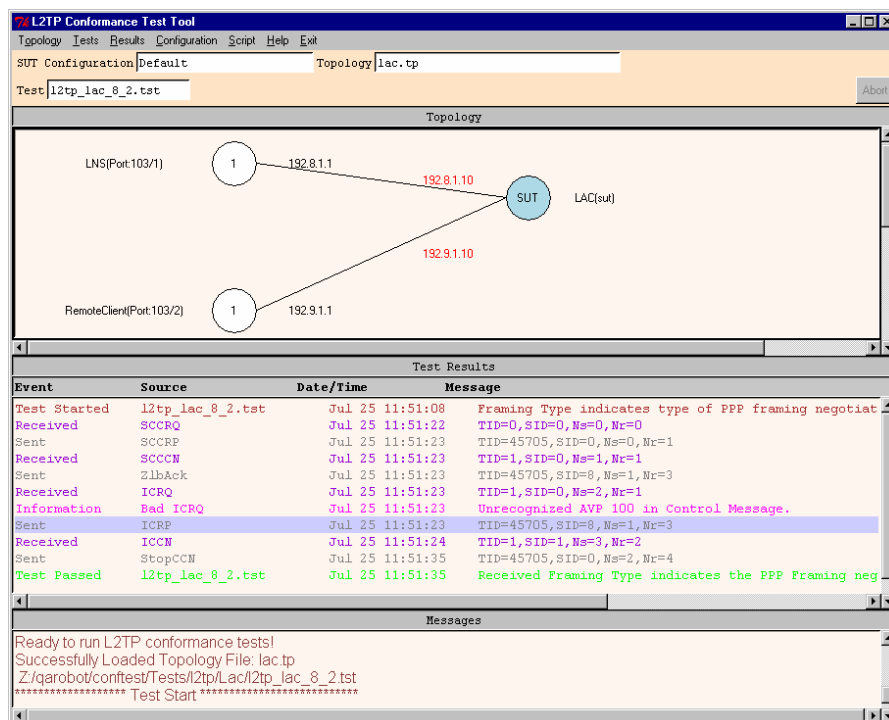 L2TP Conformance Test Tool
Topology Tests Results Configuration Script Help Exit
SUT Configuration Default Topology lac.tp
Test l2tp_lac_8_2.tst Abort
Topology
LNS(Port:103/1) 1 192.8.1.1
192.8.1.10
SUT LAC(sut)
192.9.1.10
RemoteClient(Port:103/2) 1 192.9.1.1
Test Results
Event Source Date/Time Message
Test Started l2tp_lac_8_2.tst Jul 25 11:51:08 Framing Type indicates type of PPP framing negotiat
Received SCCRQ Jul 25 11:51:22 TID=0,SID=0,Ns=0,Nr=0
Sent SCCRP Jul 25 11:51:23 TID=45705,SID=0,Ns=0,Nr=1
Received SCCCN Jul 25 11:51:23 TID=1,SID=0,Ns=1,Nr=1
Sent ZlbAck Jul 25 11:51:23 TID=45705,SID=8,Ns=1,Nr=3
Received ICRQ Jul 25 11:51:23 TID=1,SID=0,Ns=2,Nr=1
Information Bad ICRQ Jul 25 11:51:23 Unrecognized AVP 100 in Control Message.
Sent ICRP Jul 25 11:51:23 TID=45705,SID=8,Ns=1,Nr=3
Received ICCN Jul 25 11:51:24 TID=1,SID=1,Ns=3,Nr=2
Sent StopCCN Jul 25 11:51:35 TID=45705,SID=0,Ns=2,Nr=4
Test Passed l2tp_lac_8_2.tst Jul 25 11:51:35 Received Framing Type indicates the PPP Framing neg
Messages
Ready to run L2TP conformance tests!
Successfully Loaded Topology File: lac.tp
Z:/qarobot/conftest/Tests/l2tp/Lac/l2tp_lac_8_2.tst
****************** Test Start **************************